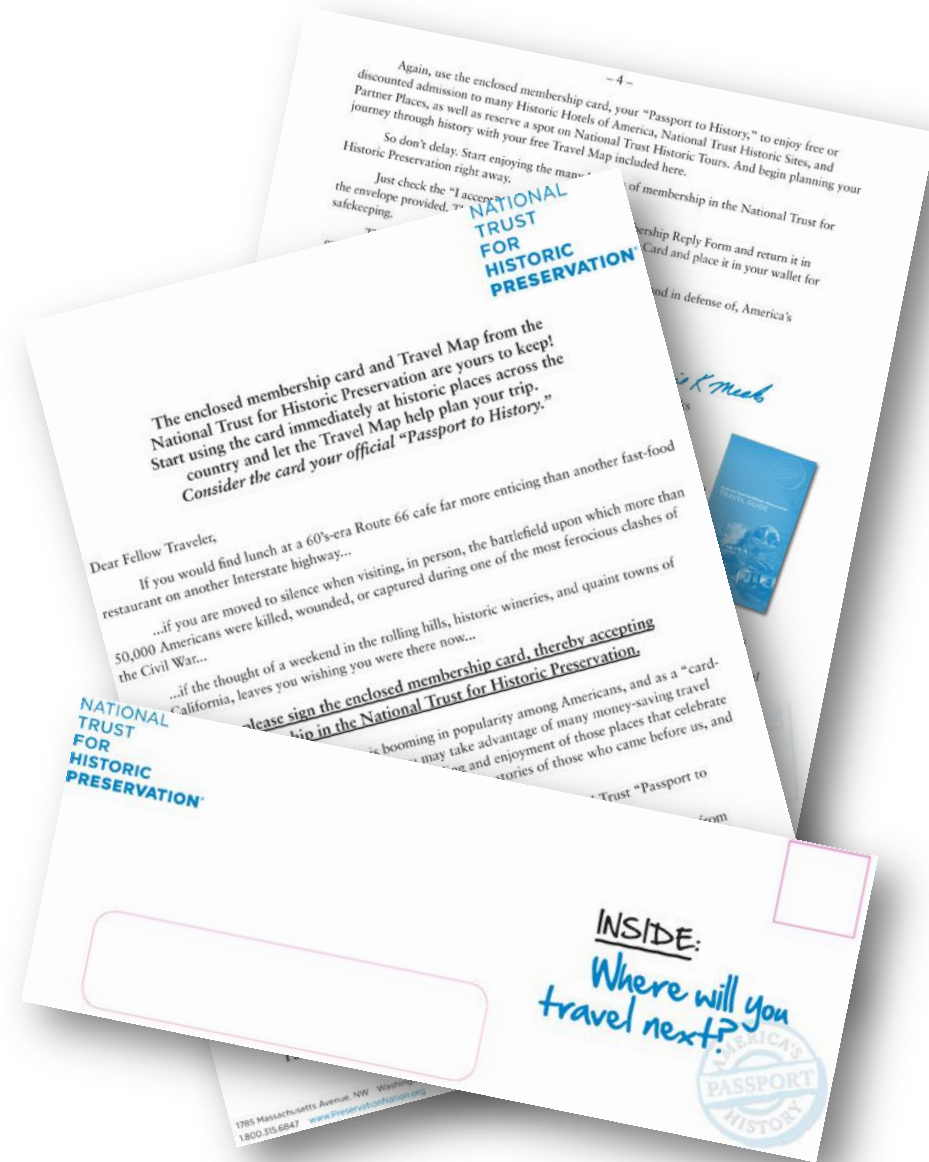 – 4 –
Again, use the enclosed membership card, your “Passport to History,” to enjoy free or
discounted admission to many Historic Hotels of America, National Trust Historic Sites, and
Partner Places, as well as reserve a spot on National Trust Historic Tours. And begin planning your
journey through history with your free Travel Map included here.
So don’t delay. Start enjoying the many of membership in the National Trust for
Historic Preservation right away.
Just check the “I accept ership Reply Form and return it in
the envelope provided. Card and place it in your wallet for
safekeeping.
and in defense of, America’s
K Meeks
TRAVEL GUIDE
NATIONAL
TRUST
FOR
HISTORIC
PRESERVATION®
The enclosed membership card and Travel Map from the
National Trust for Historic Preservation are yours to keep!
Start using the card immediately at historic places across the
country and let the Travel Map help plan your trip.
Consider the card your official “Passport to History.”
Dear Fellow Traveler,
If you would find lunch at a 60’s-era Route 66 cafe far more enticing than another fast-food
restaurant on another Interstate highway...
...if you are moved to silence when visiting, in person, the battlefield upon which more than
50,000 Americans were killed, wounded, or captured during one of the most ferocious clashes of
the Civil War...
...if the thought of a weekend in the rolling hills, historic wineries, and quaint towns of
California, leaves you wishing you were there now...
lease sign the enclosed membership card, thereby accepting
ip in the National Trust for Historic Preservation.
is booming in popularity among Americans, and as a “card-
may take advantage of many money-saving travel
and enjoyment of those places that celebrate
tories of those who came before us, and
Trust “Passport to
from
NATIONAL
TRUST
FOR
HISTORIC
PRESERVATION®
INSIDE:
Where will you
travel next?
AMERICA’S
PASSPORT
HISTORY
1785 Massachusetts Avenue, NW Washing
1.800.315.6847 www.PreservationNation.org